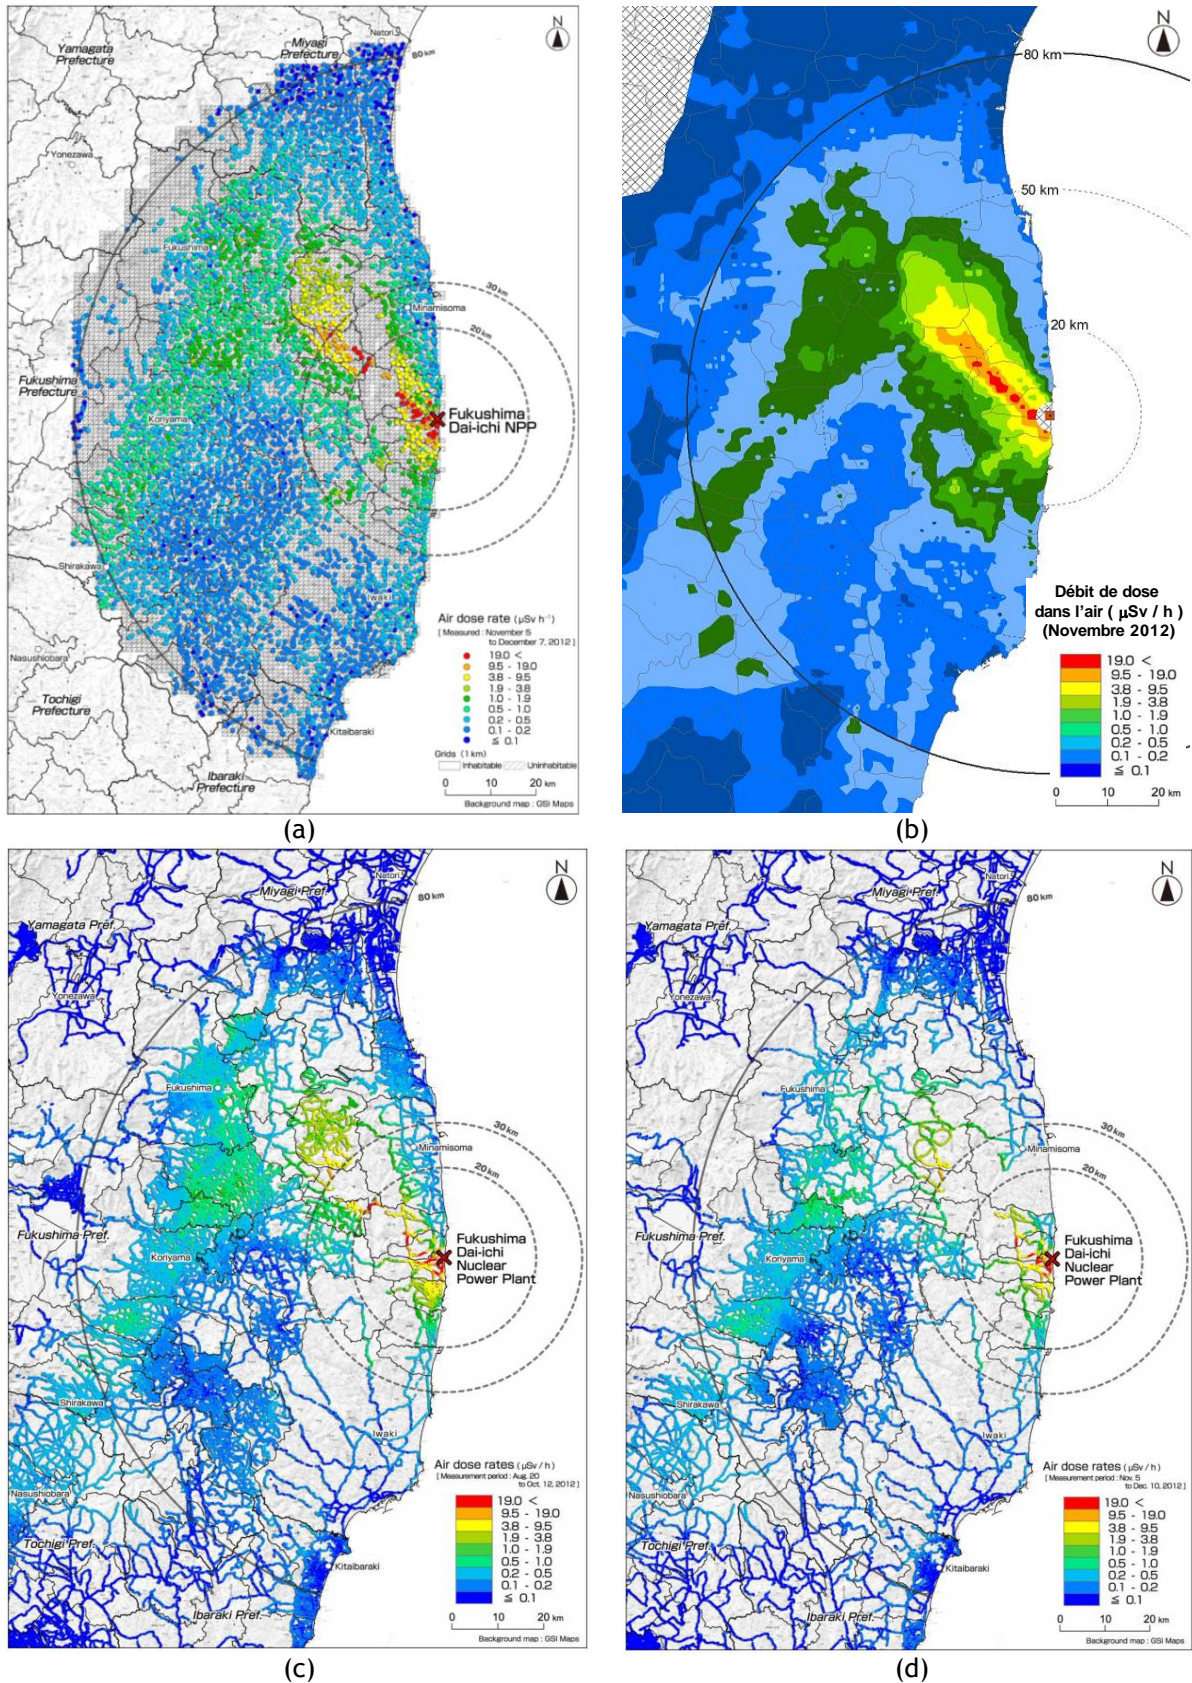 N
Natori
Miyagi
Prefecture
80 km
Yamagata
Prefecture
Yonezawa
Fukushima
30 km
Minamisoma
20 km
Fukushima
Prefecture
Koriyama
Fukushima
Dai-ichi NPP
Shirakawa
Iwaki
Nasushiobara
Tochigi
Prefecture
Kitaibaraki
Ibaraki
Prefecture
Air dose rate (μSv h⁻¹)
[ Measured : November 5
to December 7, 2012 ]
19.0 <
9.5 - 19.0
3.8 - 9.5
1.9 - 3.8
1.0 - 1.9
0.5 - 1.0
0.2 - 0.5
0.1 - 0.2
≦ 0.1
Grids (1 km)
Inhabitable Uninhabitable
0 10 20 km
Background map : GSI Maps
(a)
N
80 km
50 km
20 km
Débit de dose
dans l'air ( μSv / h )
(Novembre 2012)
19.0 <
9.5 - 19.0
3.8 - 9.5
1.9 - 3.8
1.0 - 1.9
0.5 - 1.0
0.2 - 0.5
0.1 - 0.2
≦ 0.1
0 10 20 km
(b)
N
Natori
Miyagi Pref.
80 km
Yamagata Pref.
Yonezawa
Fukushima
30 km
Minamisoma
20 km
Fukushima Pref.
Koriyama
Fukushima
Dai-ichi
Nuclear
Power Plant
Shirakawa
Iwaki
Nasushiobara
Tochigi Pref.
Kitaibaraki
Ibaraki Pref.
Air dose rates (μSv / h)
[ Measurement period : Aug. 20
to Oct. 12, 2012 ]
19.0 <
9.5 - 19.0
3.8 - 9.5
1.9 - 3.8
1.0 - 1.9
0.5 - 1.0
0.2 - 0.5
0.1 - 0.2
≦ 0.1
0 10 20 km
Background map : GSI Maps
(c)
N
Natori
Miyagi Pref.
80 km
Yamagata Pref.
Yonezawa
Fukushima
30 km
Minamisoma
20 km
Fukushima Pref.
Koriyama
Fukushima
Dai-ichi
Nuclear
Power Plant
Shirakawa
Iwaki
Nasushiobara
Tochigi Pref.
Kitaibaraki
Ibaraki Pref.
Air dose rates (μSv / h)
[ Measurement period : Nov. 5
to Dec. 10, 2012 ]
19.0 <
9.5 - 19.0
3.8 - 9.5
1.9 - 3.8
1.0 - 1.9
0.5 - 1.0
0.2 - 0.5
0.1 - 0.2
≦ 0.1
0 10 20 km
Background map : GSI Maps
(d)